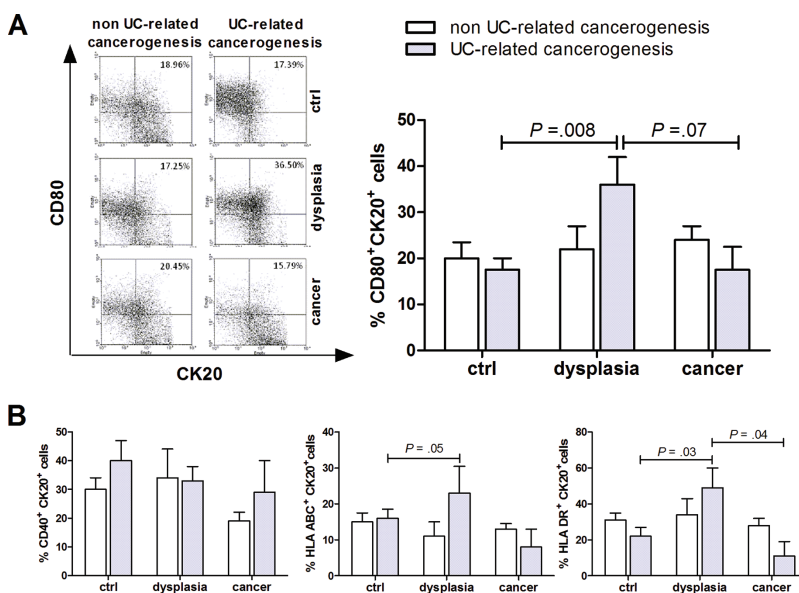 A
non UC-related cancerogenesis
UC-related cancerogenesis
non UC-related
cancerogenesis
UC-related
cancerogenesis
18.96%
17.39%
ctrl
17.25%
36.50%
dysplasia
20.45%
15.79%
cancer
CD80
CK20
% CD80+CK20+ cells
50
40
30
20
10
0
P =.008
P =.07
ctrl
dysplasia
cancer
B
% CD40+ CK20+ cells
50
40
30
20
10
0
ctrl
dysplasia
cancer
% HLA ABC+ CK20+cells
50
40
30
20
10
0
P = .05
ctrl
dysplasia
cancer
% HLA DR+ CK20+cells
80
60
40
20
0
P = .03
P = .04
ctrl
dysplasia
cancer